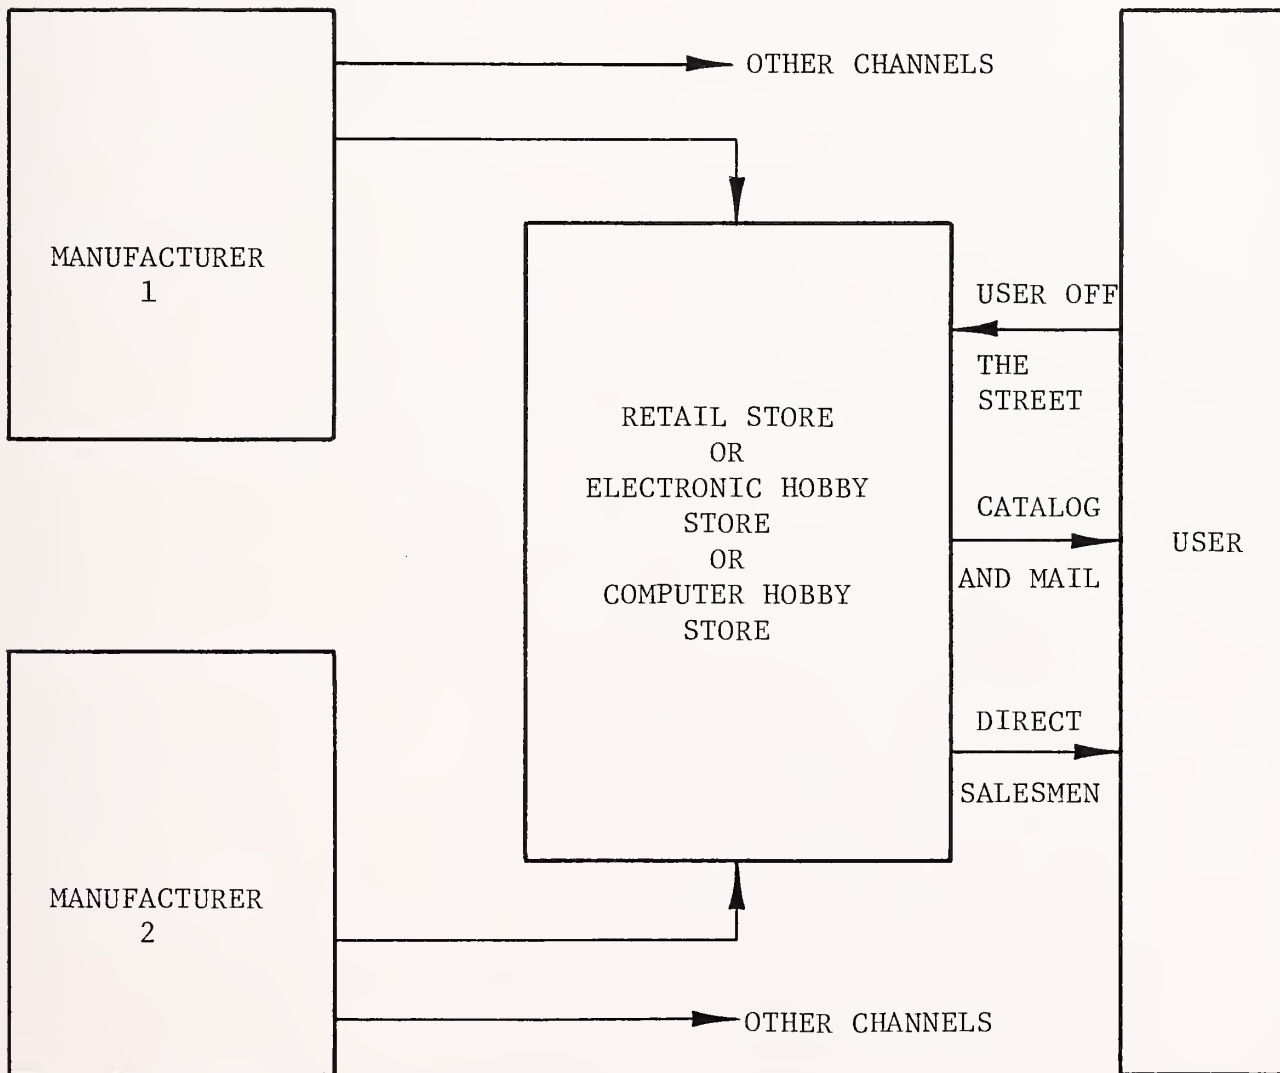 OTHER CHANNELS
MANUFACTURER
1
USER OFF
THE
STREET
RETAIL STORE
OR
ELECTRONIC HOBBY
STORE
OR
COMPUTER HOBBY
STORE
CATALOG
AND MAIL
USER
DIRECT
SALESMEN
MANUFACTURER
2
OTHER CHANNELS